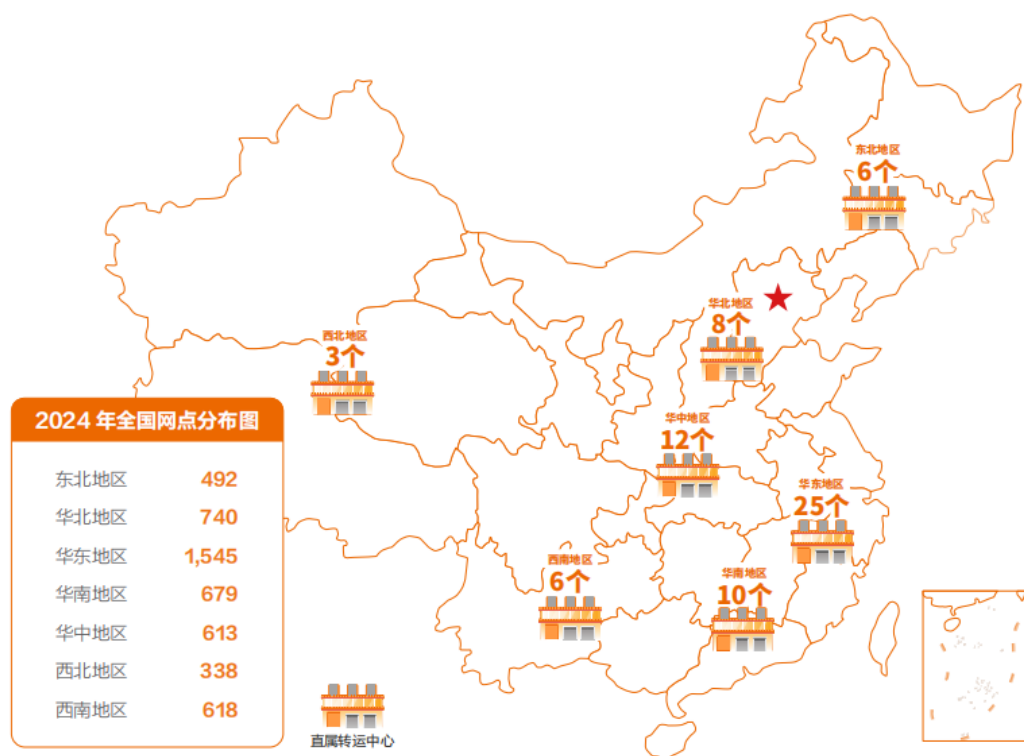 东北地区
6个
华北地区
8个
西北地区
3个
2024 年全国网点分布图
东北地区 492
华北地区 740
华东地区 1,545
华南地区 679
华中地区 613
西北地区 338
西南地区 618
华中地区
12个
华东地区
25个
西南地区
6个
华南地区
10个
直属转运中心